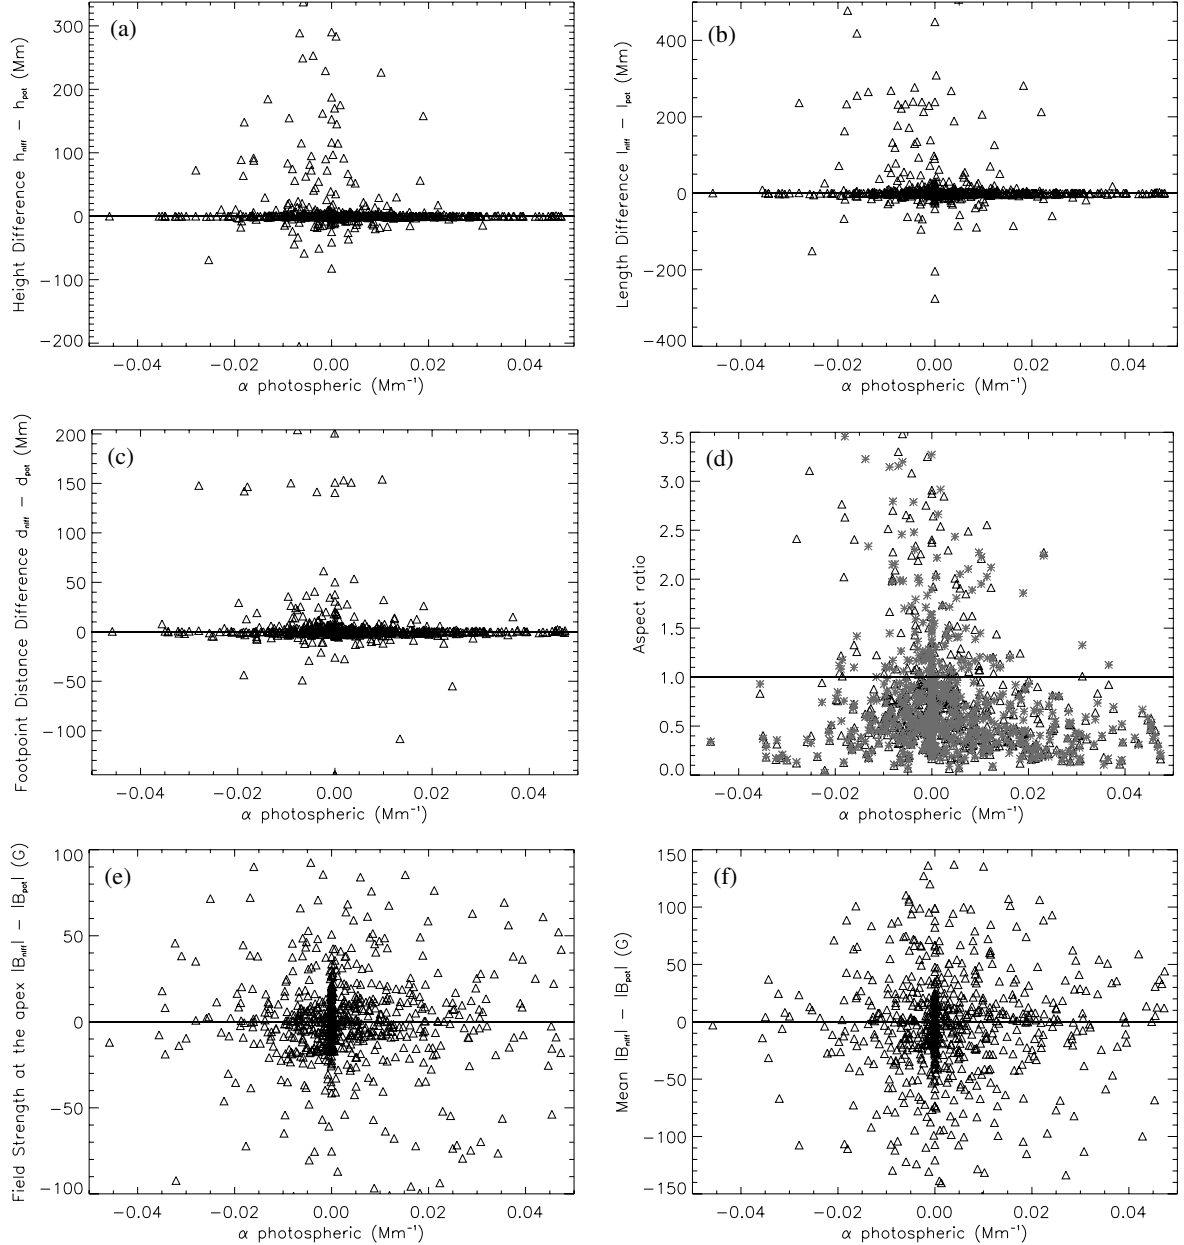 (a)
Height Difference h_nlff − h_pot (Mm)
300
200
100
0
−100
−200
−0.04 −0.02 0.00 0.02 0.04
α photospheric (Mm⁻¹)
(b)
Length Difference l_nlff − l_pot (Mm)
400
200
0
−200
−400
−0.04 −0.02 0.00 0.02 0.04
α photospheric (Mm⁻¹)
(c)
Footpoint Distance Difference d_nlff − d_pot (Mm)
200
150
100
50
0
−50
−100
−0.04 −0.02 0.00 0.02 0.04
α photospheric (Mm⁻¹)
(d)
Aspect ratio
3.5
3.0
2.5
2.0
1.5
1.0
0.5
0.0
−0.04 −0.02 0.00 0.02 0.04
α photospheric (Mm⁻¹)
(e)
Field Strength at the apex |B_nlff| − |B_pot| (G)
100
50
0
−50
−100
−0.04 −0.02 0.00 0.02 0.04
α photospheric (Mm⁻¹)
(f)
Mean |B_nlff| − |B_pot| (G)
150
100
50
0
−50
−100
−150
−0.04 −0.02 0.00 0.02 0.04
α photospheric (Mm⁻¹)